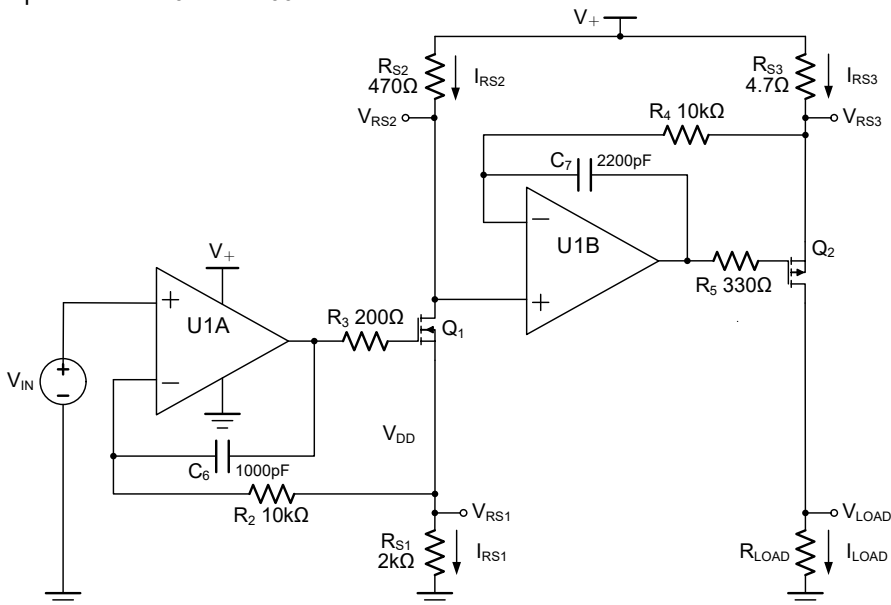 V+
RS2
470Ω
IRS2
RS3
4.7Ω
IRS3
VRS2
R4 10kΩ
VRS3
C7 2200pF
−
U1B
+
Q2
R5 330Ω
V+
+
U1A
−
R3 200Ω
Q1
VIN
+
−
VDD
C6 1000pF
R2 10kΩ
VRS1
RS1
2kΩ
IRS1
VLOAD
RLOAD
ILOAD